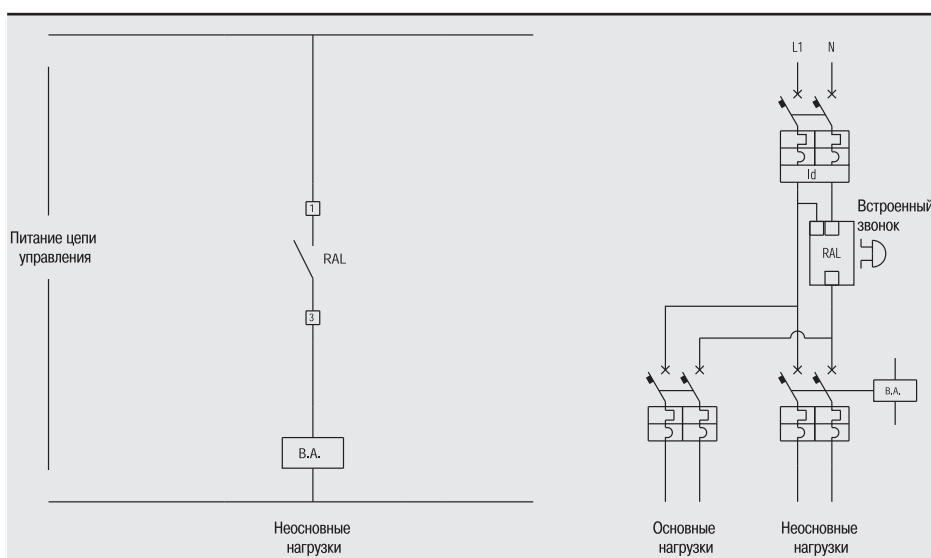 Питание цепи
управления
1
RAL
3
B.A.
Неосновные
нагрузки
L1 N
Id
Встроенный
звонок
RAL
B.A.
Основные
нагрузки
Неосновные
нагрузки